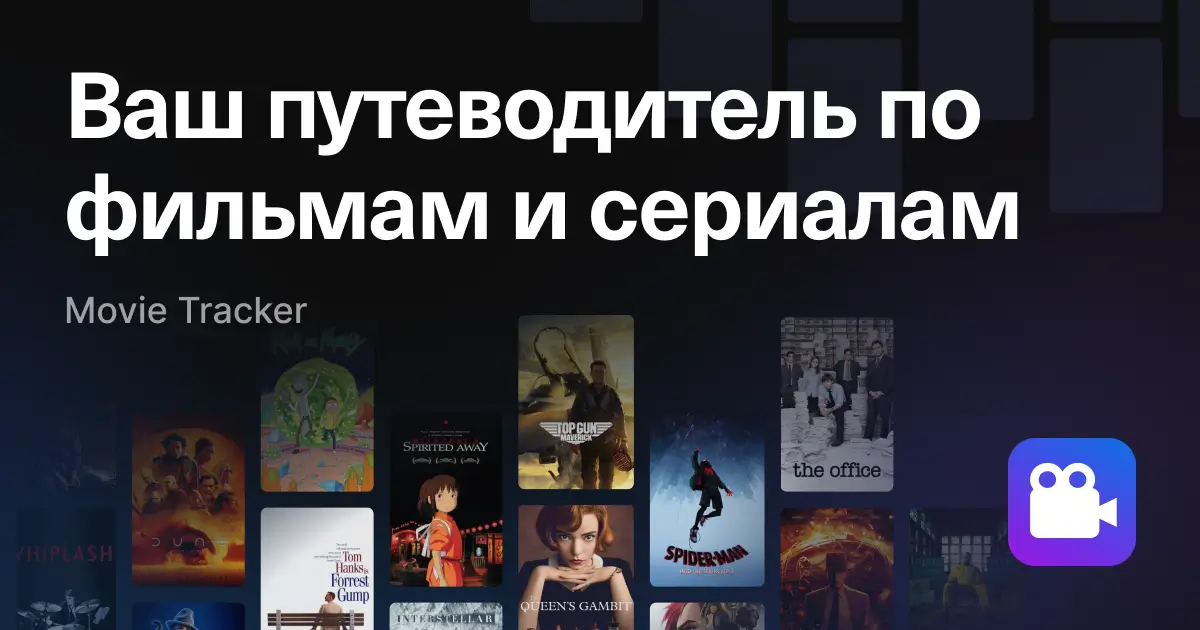 Ваш путеводитель по
фильмам и сериалам
Movie Tracker
SPIRITED AWAY
TOP GUN
MAVERICK
the office
WHIPLASH
DUNE
SPIDER-MAN
Tom
Hanks is
Forrest
Gump
QUEEN'S GAMBIT
INTERSTELLAR